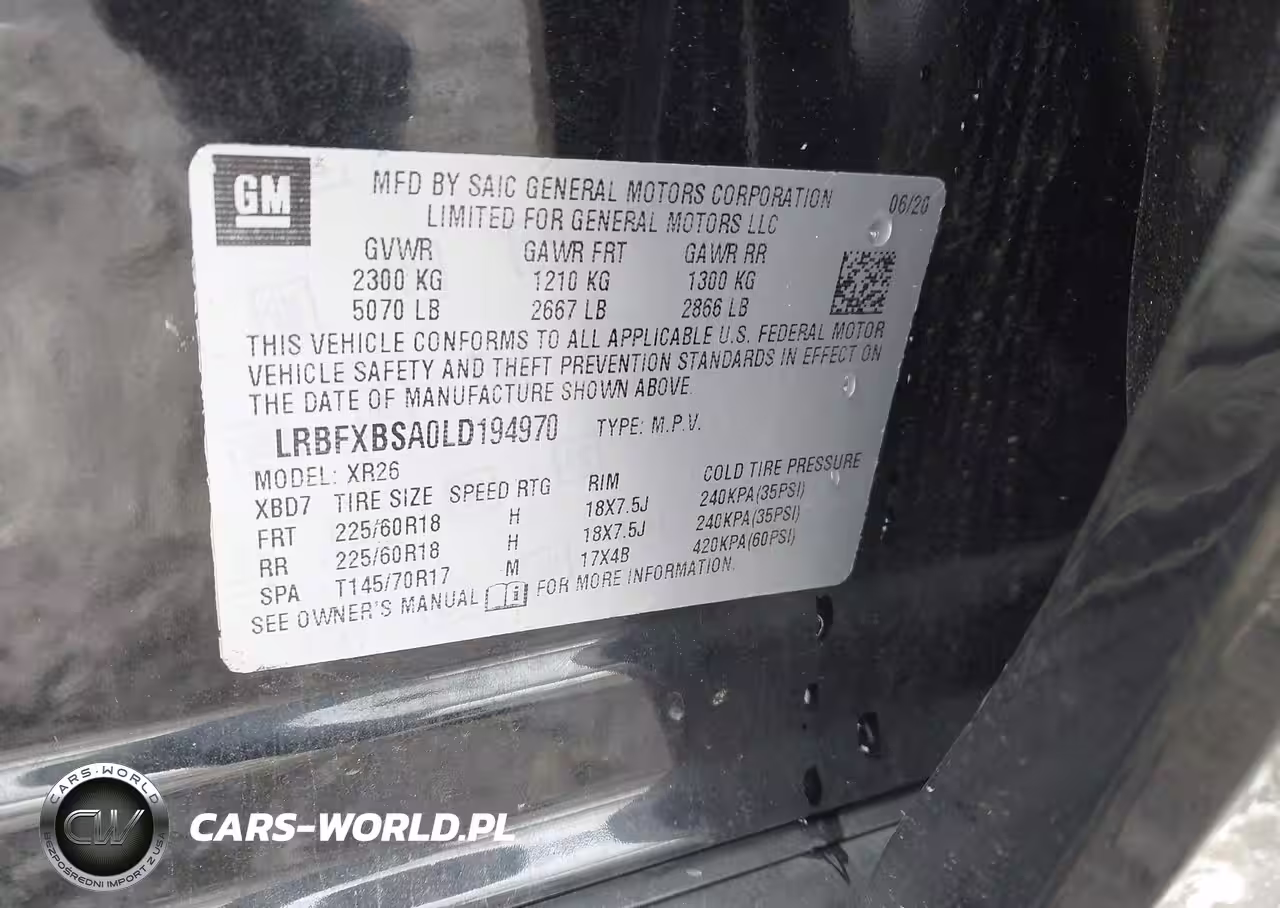 GM
MFD BY SAIC GENERAL MOTORS CORPORATION
LIMITED FOR GENERAL MOTORS LLC
06/20
GVWR GAWR FRT GAWR RR
2300 KG 1210 KG 1300 KG
5070 LB 2667 LB 2866 LB
THIS VEHICLE CONFORMS TO ALL APPLICABLE U.S. FEDERAL MOTOR
VEHICLE SAFETY AND THEFT PREVENTION STANDARDS IN EFFECT ON
THE DATE OF MANUFACTURE SHOWN ABOVE.
LRBFXBSA0LD194970 TYPE: M.P.V.
MODEL: XR26
XBD7 TIRE SIZE SPEED RTG RIM COLD TIRE PRESSURE
FRT 225/60R18 H 18X7.5J 240KPA(35PSI)
RR 225/60R18 H 18X7.5J 240KPA(35PSI)
SPA T145/70R17 M 17X4B 420KPA(60PSI)
SEE OWNER'S MANUAL FOR MORE INFORMATION.
CARS-WORLD
CW
BEZPOŚREDNI IMPORT Z USA
CARS-WORLD.PL